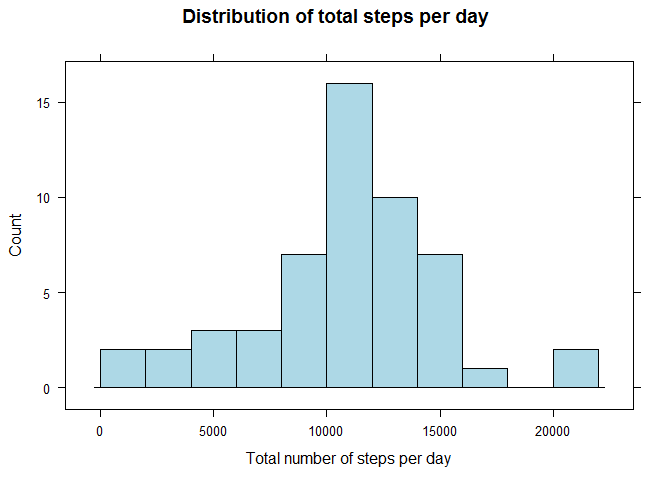 Distribution of total steps per day
15
10
5
0
Count
0 5000 10000 15000 20000
Total number of steps per day